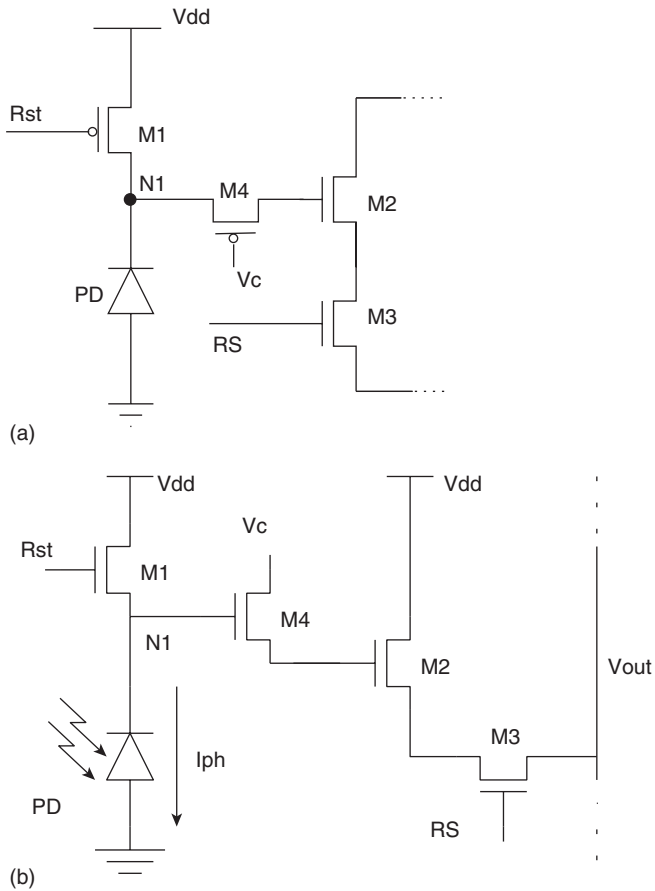 Vdd
Rst
M1
N1
M4
M2
PD
Vc
M3
RS
(a)
Vdd
Vdd
Vc
Rst
M1
M4
N1
M2
Vout
M3
Iph
PD
RS
(b)